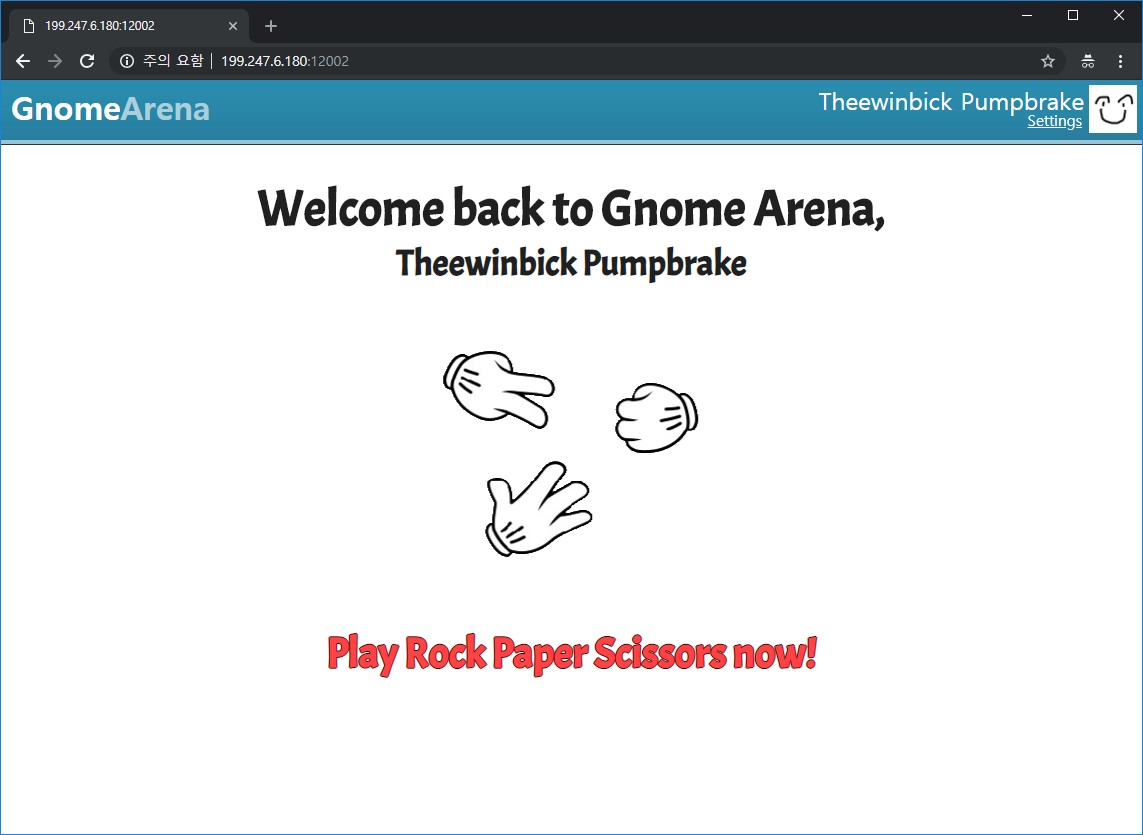 199.247.6.180:12002
주의 요함 199.247.6.180:12002
GnomeArena
Theewinbick Pumpbrake
Settings
Welcome back to Gnome Arena,
Theewinbick Pumpbrake
Play Rock Paper Scissors now!